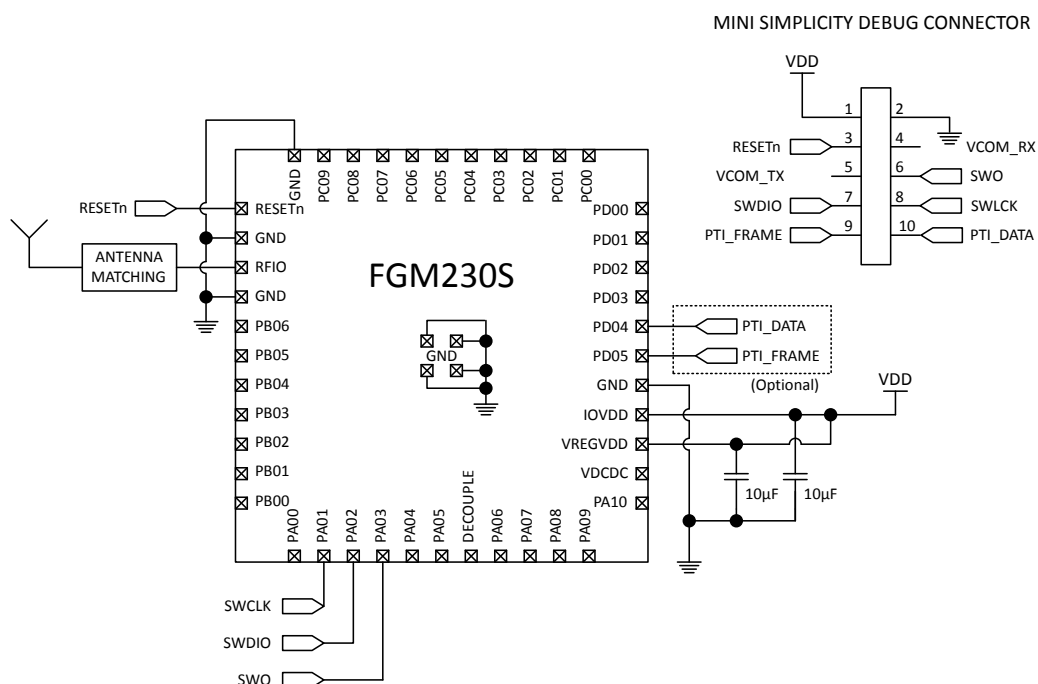 MINI SIMPLICITY DEBUG CONNECTOR
VDD
1 2
RESETn 3 4 VCOM_RX
VCOM_TX 5 6 SWO
SWDIO 7 8 SWLCK
PTI_FRAME 9 10 PTI_DATA
GND PC09 PC08 PC07 PC06 PC05 PC04 PC03 PC02 PC01 PC00
RESETn RESETn PD00
GND PD01
ANTENNA
MATCHING
RFIO PD02
FGM230S
GND PD03
PB06 PD04 PTI_DATA
GND
PB05 PD05 PTI_FRAME
PB04 GND (Optional) VDD
PB03 IOVDD
PB02 VREGVDD
PB01 VDCDC
10µF 10µF
PB00 PA10
PA00 PA01 PA02 PA03 PA04 PA05 DECOUPLE PA06 PA07 PA08 PA09
SWCLK
SWDIO
SWO